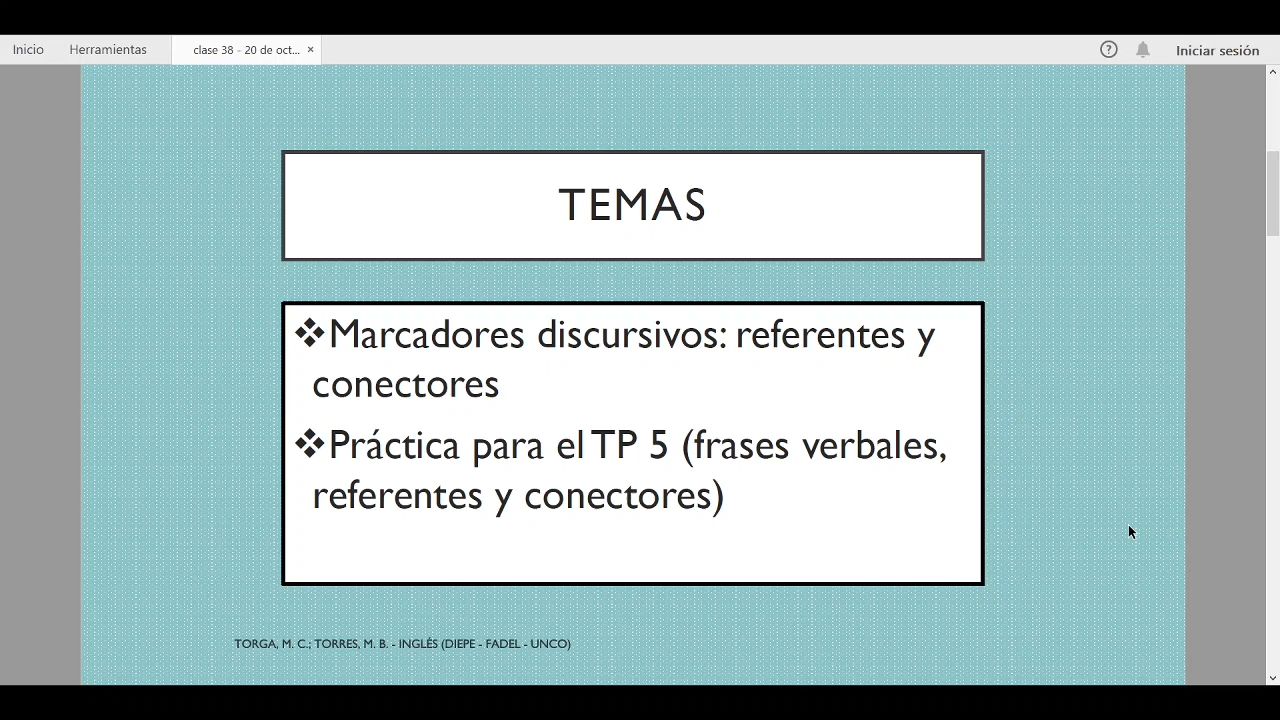 Inicio Herramientas clase 38 - 20 de oct... × ? Iniciar sesión
TEMAS
❖Marcadores discursivos: referentes y
conectores
❖Práctica para el TP 5 (frases verbales,
referentes y conectores)
TORGA, M. C.; TORRES, M. B. - INGLÉS (DIEPE - FADEL - UNCO)